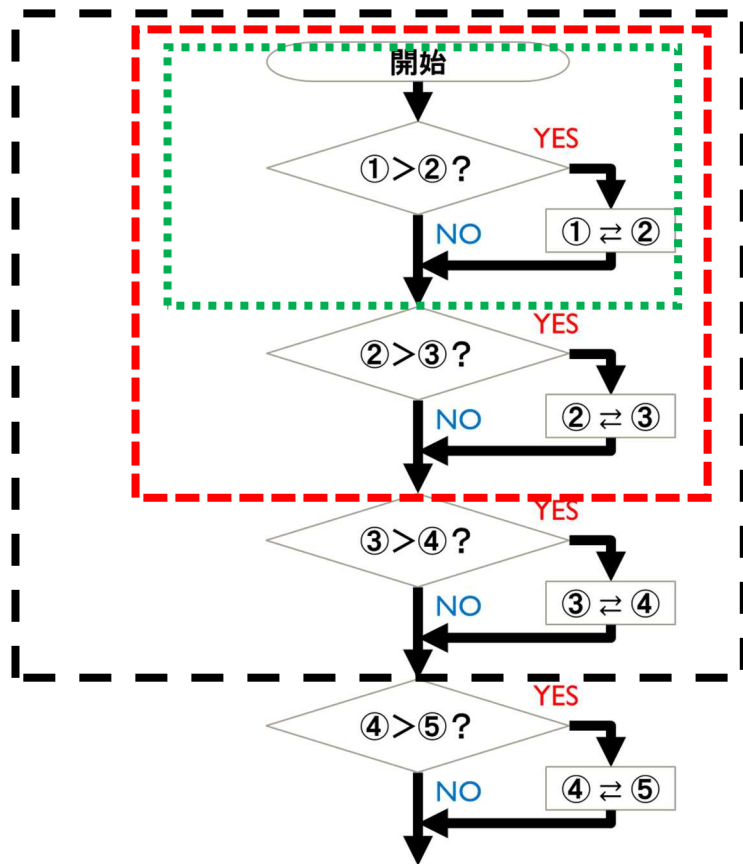 開始
①>②?
YES
① ⇄ ②
NO
②>③?
YES
② ⇄ ③
NO
③>④?
YES
③ ⇄ ④
NO
④>⑤?
YES
④ ⇄ ⑤
NO